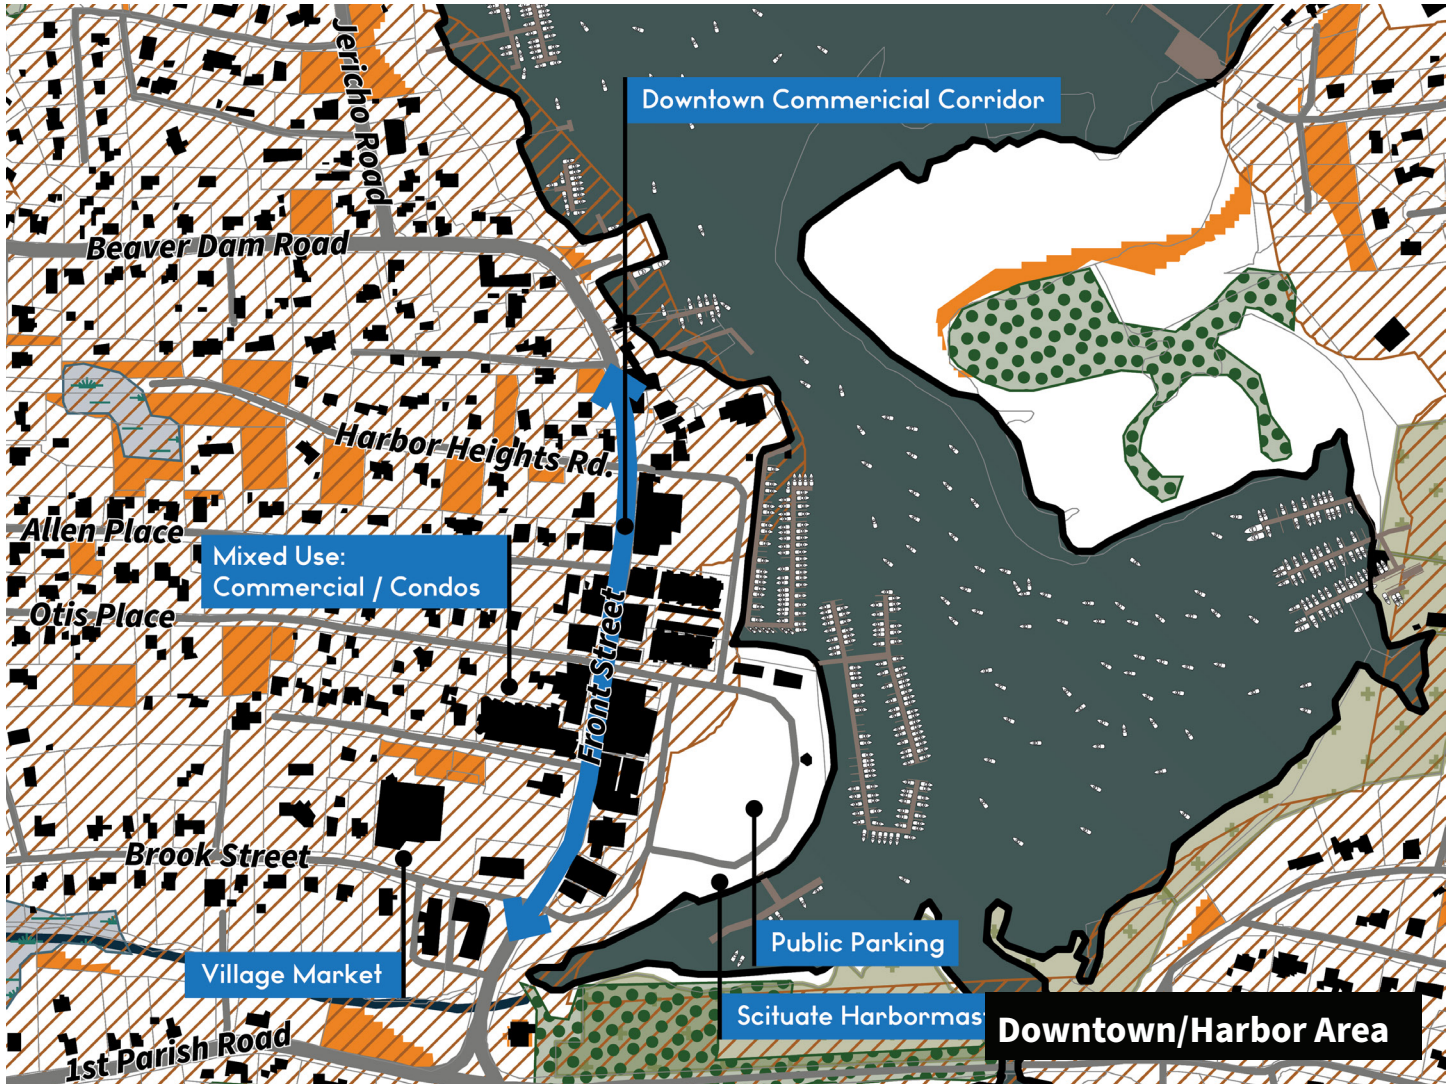 Jericho Road
Downtown Commericial Corridor
Beaver Dam Road
Harbor Heights Rd.
Allen Place
Mixed Use:
Commercial / Condos
Otis Place
Front Street
Brook Street
Public Parking
Village Market
Scituate Harbormas
Downtown/Harbor Area
1st Parish Road